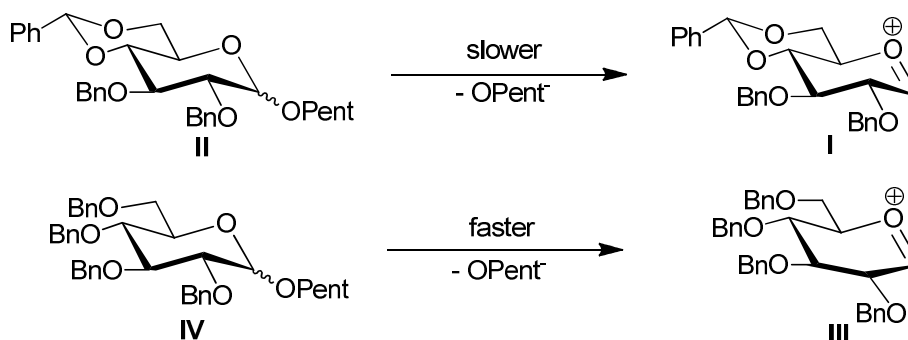 Ph O O O
O
BnO
BnO OPent
II
slower
- OPent⁻
Ph O O O ⊕
O
BnO
BnO
I
BnO
BnO O
BnO
BnO OPent
IV
faster
- OPent⁻
BnO ⊕
BnO O
BnO
BnO
III